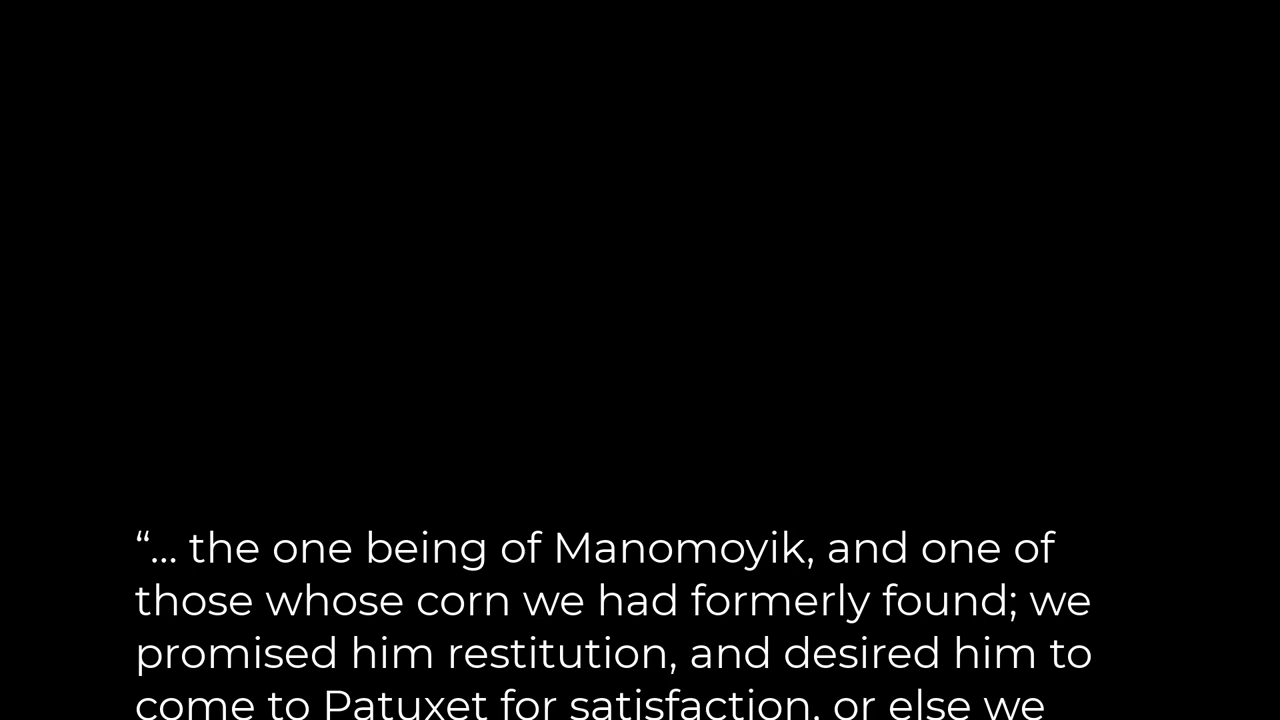 “... the one being of Manomoyik, and one of
those whose corn we had formerly found; we
promised him restitution, and desired him to
come to Patuxet for satisfaction, or else we